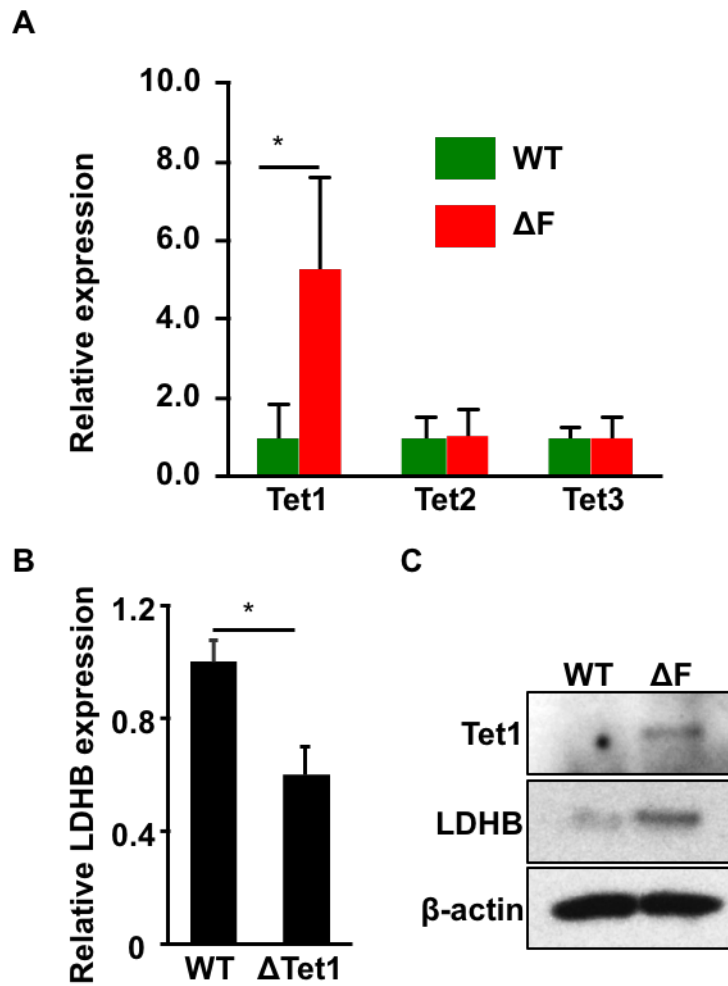 A
10.0
8.0
6.0
4.0
2.0
0.0
Relative expression
*
WT
ΔF
Tet1 Tet2 Tet3
B
1.2
0.8
0.4
0
Relative LDHB expression
*
WT ΔTet1
C
WT ΔF
Tet1
LDHB
β-actin